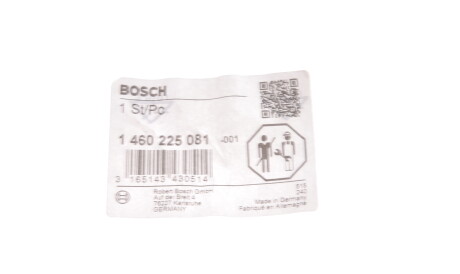 BOSCH
1 St/Pc
1 460 225 081 -001
3 165143 490514
Robert Bosch GmbH
Auf der Breit 4
76227 Karlsruhe
GERMANY
Made in Germany
Fabriqué en Allemagne